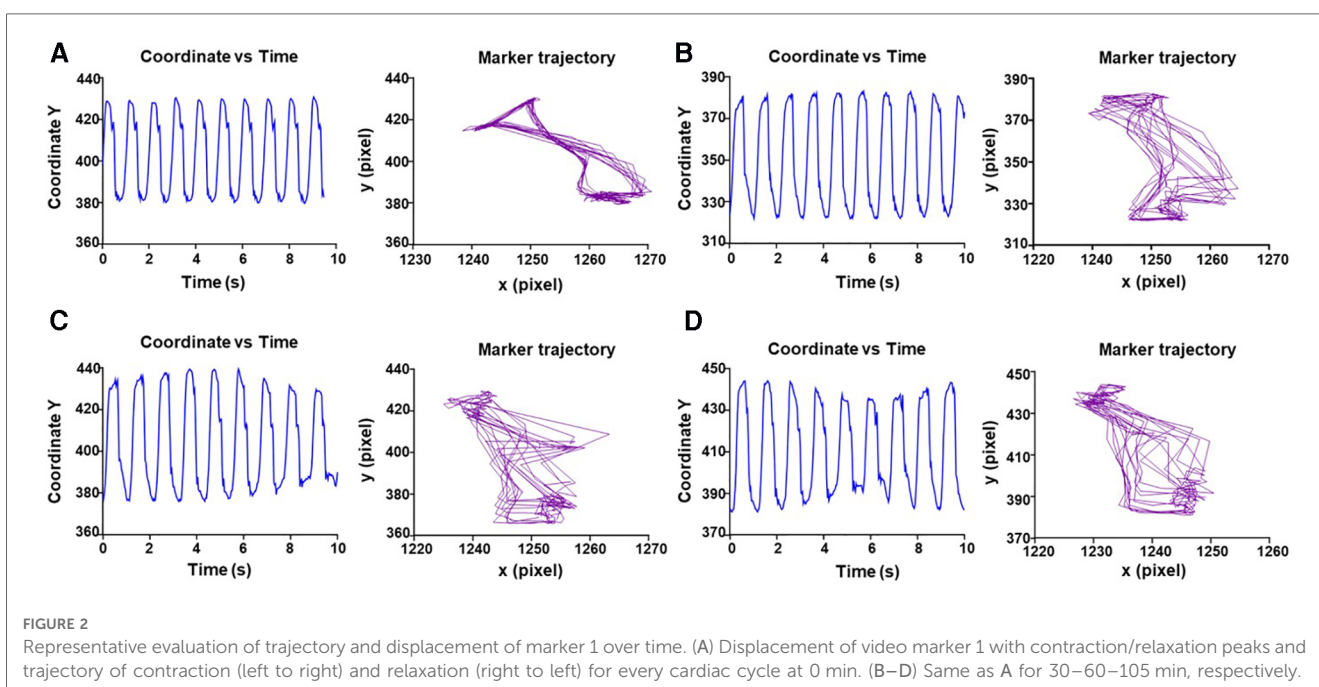 A
Coordinate vs Time
440
420
400
380
360
Coordinate Y
0 2 4 6 8 10
Time (s)
Marker trajectory
440
420
400
380
360
y (pixel)
1230 1240 1250 1260 1270
x (pixel)
B
Coordinate vs Time
390
370
350
330
310
Coordinate Y
0 2 4 6 8 10
Time (s)
Marker trajectory
390
370
350
330
310
y (pixel)
1220 1230 1240 1250 1260 1270
x (pixel)
C
Coordinate vs Time
440
420
400
380
360
Coordinate Y
0 2 4 6 8 10
Time (s)
Marker trajectory
440
420
400
380
360
y (pixel)
1220 1230 1240 1250 1260 1270
x (pixel)
D
Coordinate vs Time
450
430
410
390
370
Coordinate Y
0 2 4 6 8 10
Time (s)
Marker trajectory
450
430
410
390
370
y (pixel)
1220 1230 1240 1250 1260
x (pixel)
FIGURE 2
Representative evaluation of trajectory and displacement of marker 1 over time. (A) Displacement of video marker 1 with contraction/relaxation peaks and
trajectory of contraction (left to right) and relaxation (right to left) for every cardiac cycle at 0 min. (B–D) Same as A for 30–60–105 min, respectively.